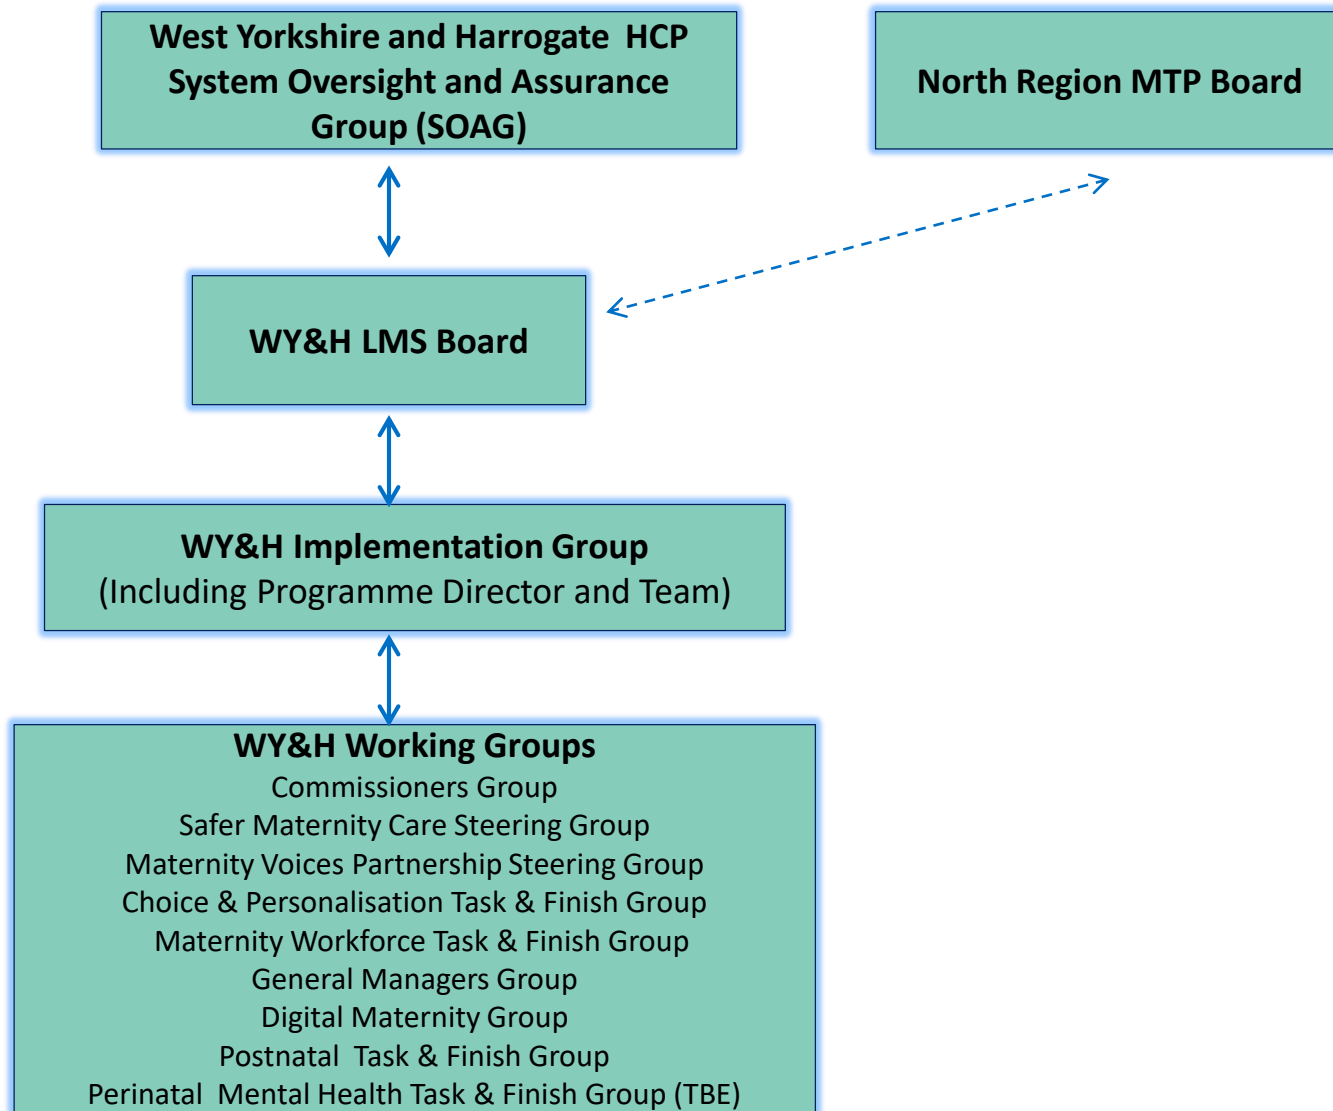 West Yorkshire and Harrogate HCP
System Oversight and Assurance
Group (SOAG)
North Region MTP Board
WY&H LMS Board
WY&H Implementation Group
(Including Programme Director and Team)
WY&H Working Groups
Commissioners Group
Safer Maternity Care Steering Group
Maternity Voices Partnership Steering Group
Choice & Personalisation Task & Finish Group
Maternity Workforce Task & Finish Group
General Managers Group
Digital Maternity Group
Postnatal Task & Finish Group
Perinatal Mental Health Task & Finish Group (TBE)